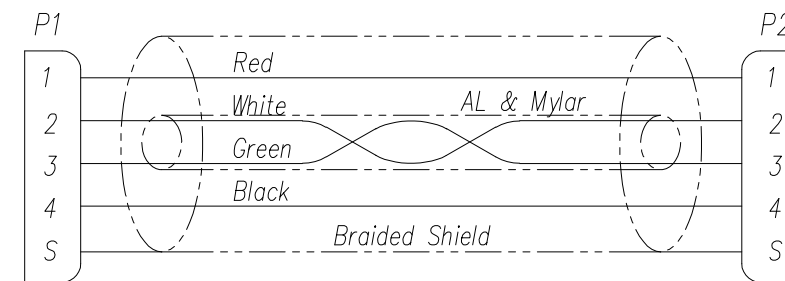 P1 P2
1 Red 1
2 White AL & Mylar 2
3 Green 3
4 Black 4
S Braided Shield S